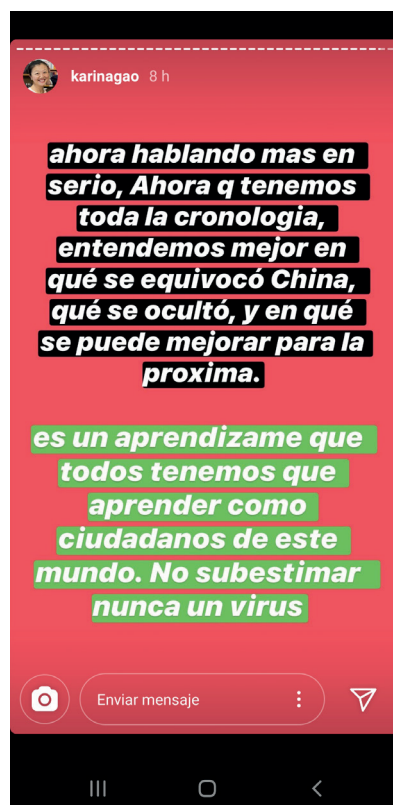 karinagao 8 h
ahora hablando mas en
serio, Ahora q tenemos
toda la cronologia,
entendemos mejor en
qué se equivocó China,
qué se ocultó, y en qué
se puede mejorar para la
proxima.
es un aprendizame que
todos tenemos que
aprender como
ciudadanos de este
mundo. No subestimar
nunca un virus
Enviar mensaje